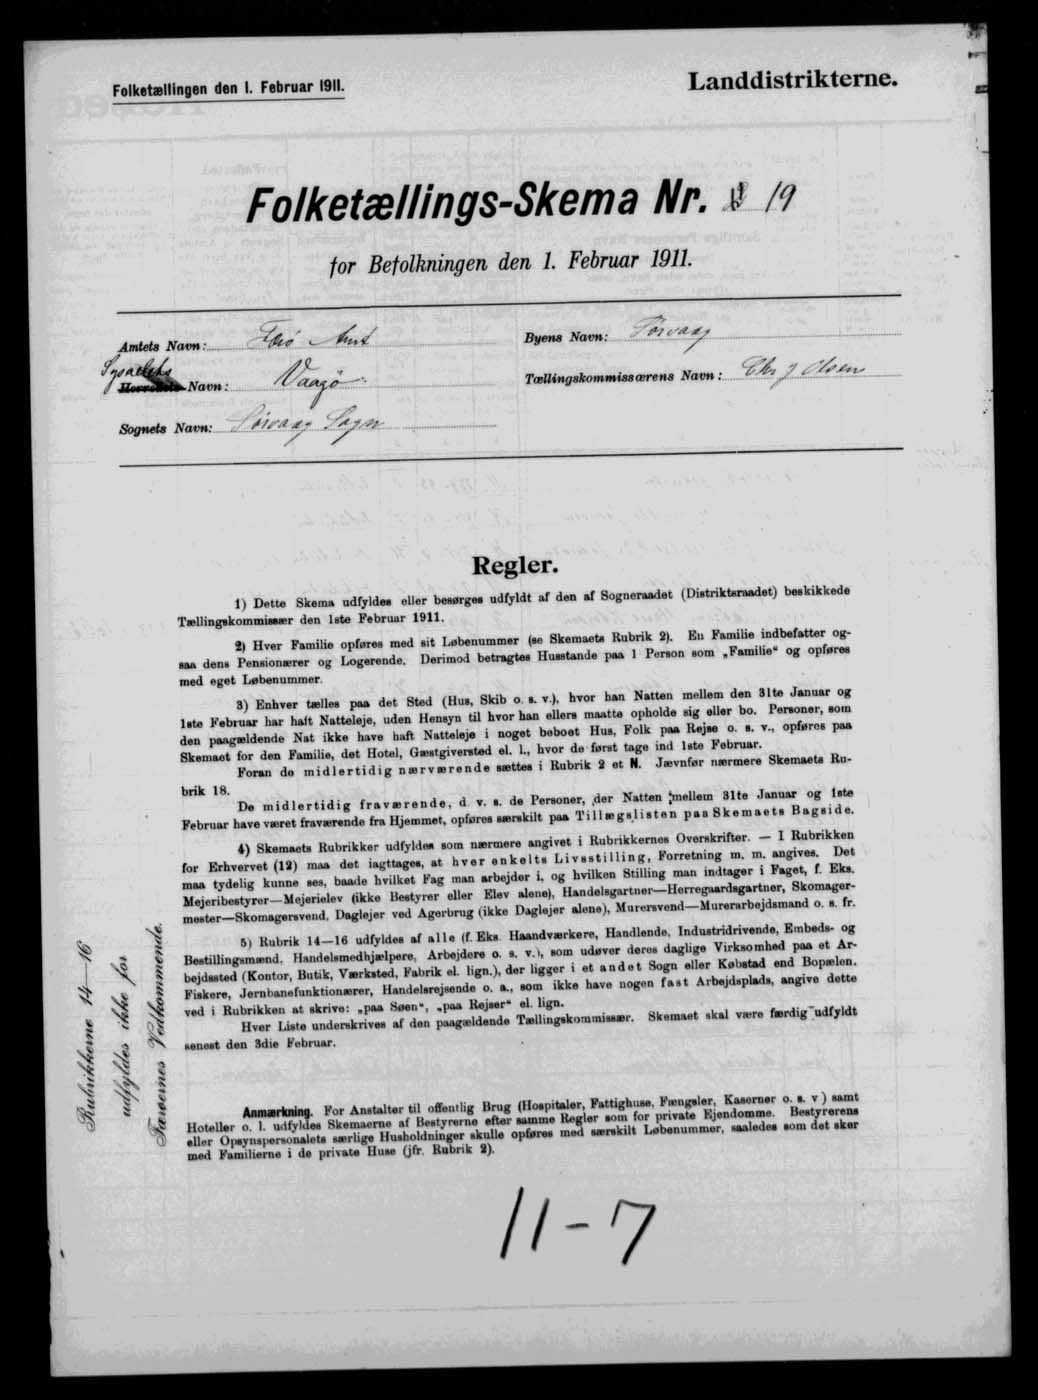 Folketællingen den 1. Februar 1911.
Landdistrikterne.
Folketællings-Skema Nr. 19
for Befolkningen den 1. Februar 1911.
Amtets Navn: Færø Amt
Syssels
Herredets Navn: Vaagø
Sognets Navn: Sørvaag Sogn
Byens Navn: Sørvaag
Tællingskommissærens Navn: Chr J Olsen
Regler.
1) Dette Skema udfyldes eller besørges udfyldt af den af Sogneraadet (Distriktsraadet) beskikkede
Tællingskommissær den 1ste Februar 1911.
2) Hver Familie opføres med sit Løbenummer (se Skemaets Rubrik 2). En Familie indbefatter og-
saa dens Pensionærer og Logerende. Derimod betragtes Husstande paa 1 Person som „Familie“ og opføres
med eget Løbenummer.
3) Enhver tælles paa det Sted (Hus, Skib o. s. v.), hvor han Natten mellem den 31te Januar og
1ste Februar har haft Natteleje, uden Hensyn til hvor han ellers maatte opholde sig eller bo. Personer, som
den paagældende Nat ikke have haft Natteleje i noget beboet Hus, Folk paa Rejse o. s. v., opføres paa
Skemaet for den Familie, det Hotel, Gæstgiversted el. l., hvor de først tage ind 1ste Februar.
Foran de midlertidig nærværende sættes i Rubrik 2 et N. Jævnfør nærmere Skemaets Ru-
brik 18.
De midlertidig fraværende, d. v. s. de Personer, der Natten mellem 31te Januar og 1ste
Februar have været fraværende fra Hjemmet, opføres særskilt paa Tillægslisten paa Skemaets Bagside.
4) Skemaets Rubrikker udfyldes som nærmere angivet i Rubrikkernes Overskrifter. — I Rubrikken
for Erhvervet (12) maa det iagttages, at hver enkelts Livsstilling, Forretning m. m. angives. Det
maa tydelig kunne ses, baade hvilket Fag man arbejder i, og hvilken Stilling man indtager i Faget, f. Eks.
Mejeribestyrer—Mejerielev (ikke Bestyrer eller Elev alene), Handelsgartner—Herregaardsgartner, Skomager-
mester—Skomagersvend, Daglejer ved Agerbrug (ikke Daglejer alene), Murersvend—Murerarbejdsmand o. s. fr.
5) Rubrik 14—16 udfyldes af alle (f. Eks. Haandværkere, Handlende, Industridrivende, Embeds- og
Bestillingsmænd, Handelsmedhjælpere, Arbejdere o. s. v.), som udøver deres daglige Virksomhed paa et Ar-
bejdssted (Kontor, Butik, Værksted, Fabrik el. lign.), der ligger i et andet Sogn eller Købstad end Bopælen.
Fiskere, Jernbanefunktionærer, Handelsrejsende o. a., som ikke have nogen fast Arbejdsplads, angive dette
ved i Rubrikken at skrive: „paa Søen“, „paa Rejser“ el. lign.
Hver Liste underskrives af den paagældende Tællingskommissær. Skemaet skal være færdig udfyldt
senest den 3die Februar.
Rubrikkerne 14—16
udfyldes ikke for
Færøernes Vedkommende.
Anmærkning. For Anstalter til offentlig Brug (Hospitaler, Fattighuse, Fængsler, Kaserner o. s. v) samt
Hoteller o. l. udfyldes Skemaerne af Bestyrerne efter samme Regler som for private Ejendomme. Bestyrerens
eller Opsynspersonalets særlige Husholdninger skulle opføres med særskilt Løbenummer, saaledes som det sker
med Familierne i de private Huse (jfr. Rubrik 2).
11-7